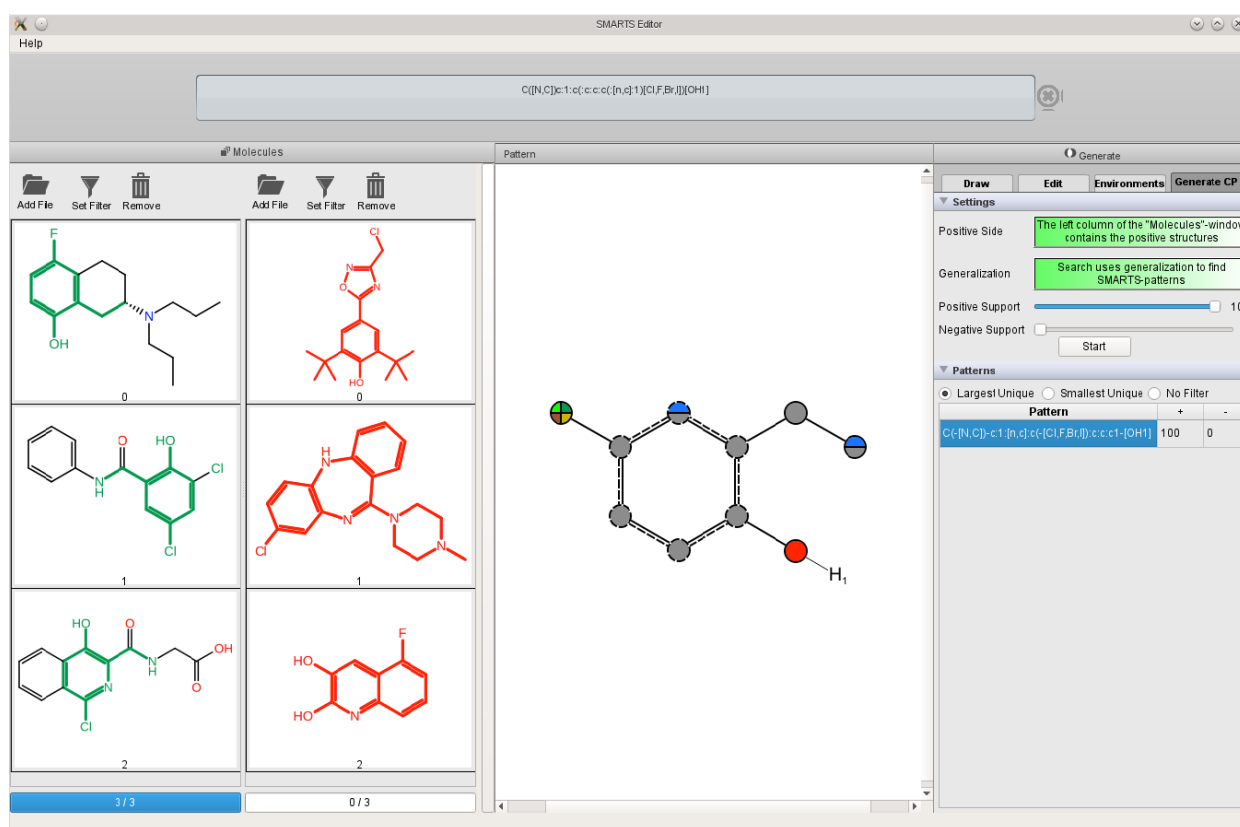 SMARTS Editor
Help
C([N,C])c:1:c(:c:c:c(:[n,c]:1)[Cl,F,Br,I])[OH1]
Molecules
Pattern
Generate
Add File Set Filter Remove
Add File Set Filter Remove
Draw Edit Environments Generate CP
Settings
Positive Side
The left column of the "Molecules"-window
contains the positive structures
Generalization
Search uses generalization to find
SMARTS-patterns
Positive Support
Negative Support
Start
Patterns
Largest Unique Smallest Unique No Filter
Pattern + -
C(-[N,C])-c1:[n,c]:c(-[Cl,F,Br,I]):c:c:c1-[OH1] 100 0
F
N
OH
0
Cl
N
O
N
HO
0
O
HO
Cl
N
H
Cl
1
H
N
N
N
N
Cl
1
HO
O
OH
N
H
N
O
Cl
2
F
HO
HO
N
2
H1
3 / 3
0 / 3